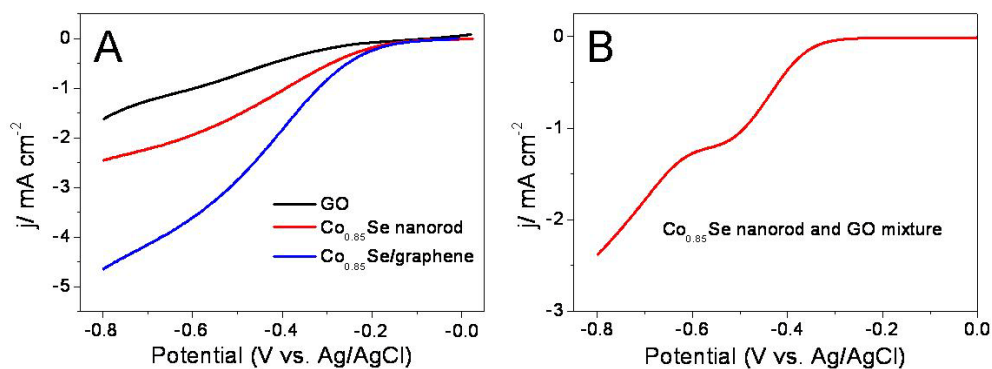 A
j/ mA cm⁻²
0
-1
-2
-3
-4
-5
GO
Co₀.₈₅Se nanorod
Co₀.₈₅Se/graphene
-0.8 -0.6 -0.4 -0.2 -0.0
Potential (V vs. Ag/AgCl)
B
j/ mA cm⁻²
0
-1
-2
-3
Co₀.₈₅Se nanorod and GO mixture
-0.8 -0.6 -0.4 -0.2 0.0
Potential (V vs. Ag/AgCl)